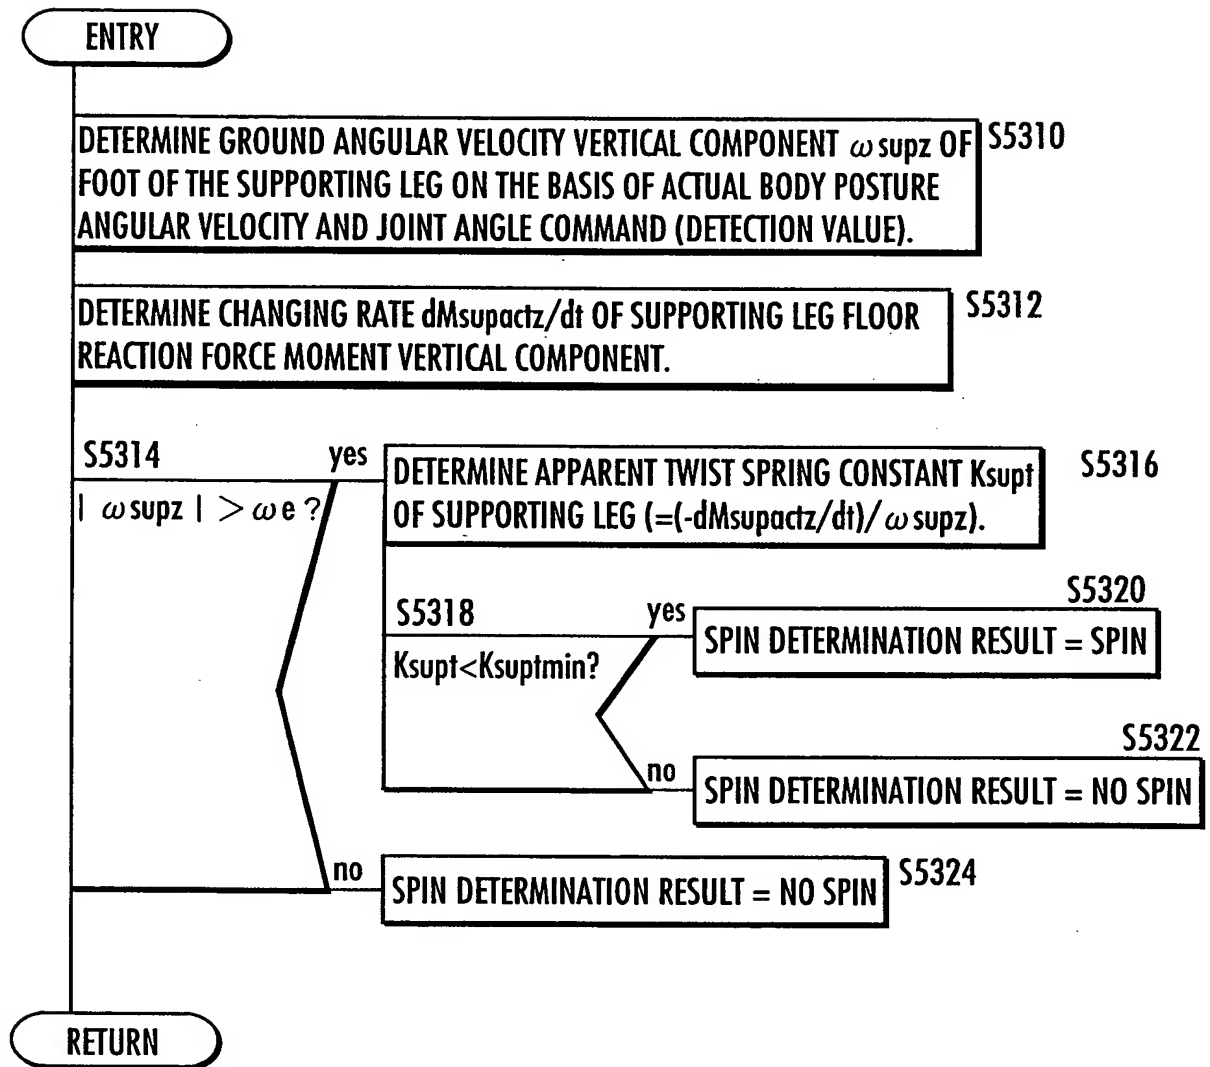 ENTRY
DETERMINE GROUND ANGULAR VELOCITY VERTICAL COMPONENT ω supz OF
FOOT OF THE SUPPORTING LEG ON THE BASIS OF ACTUAL BODY POSTURE
ANGULAR VELOCITY AND JOINT ANGLE COMMAND (DETECTION VALUE).
S5310
DETERMINE CHANGING RATE dMsupactz/dt OF SUPPORTING LEG FLOOR
REACTION FORCE MOMENT VERTICAL COMPONENT.
S5312
S5314
| ω supz | > ω e ?
yes
DETERMINE APPARENT TWIST SPRING CONSTANT Ksupt
OF SUPPORTING LEG (=(-dMsupactz/dt)/ ω supz).
S5316
S5318
Ksupt<Ksuptmin?
yes
S5320
SPIN DETERMINATION RESULT = SPIN
S5322
no
SPIN DETERMINATION RESULT = NO SPIN
no
SPIN DETERMINATION RESULT = NO SPIN
S5324
RETURN